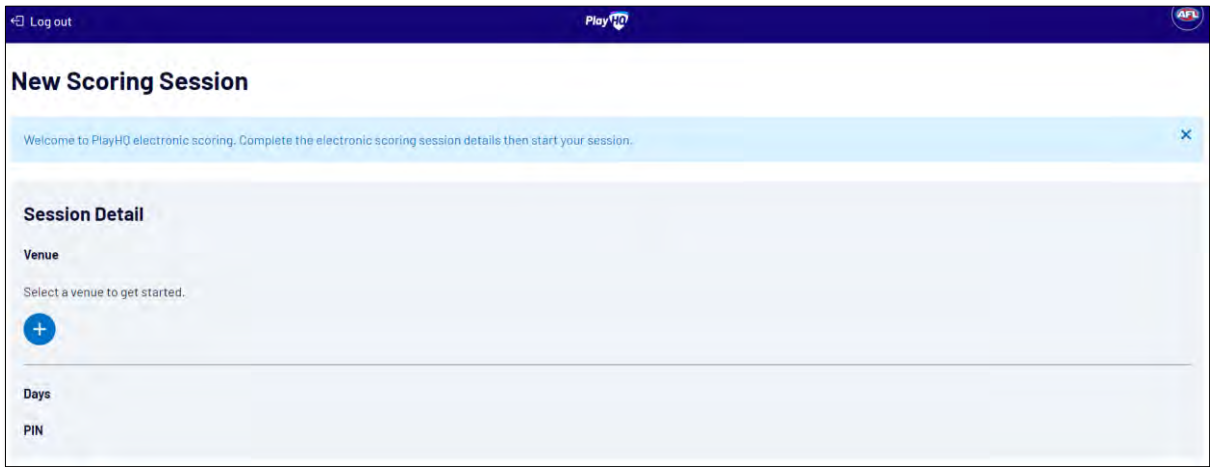 Log out
PlayHQ
AFL
New Scoring Session
Welcome to PlayHQ electronic scoring. Complete the electronic scoring session details then start your session.
Session Detail
Venue
Select a venue to get started.
Days
PIN